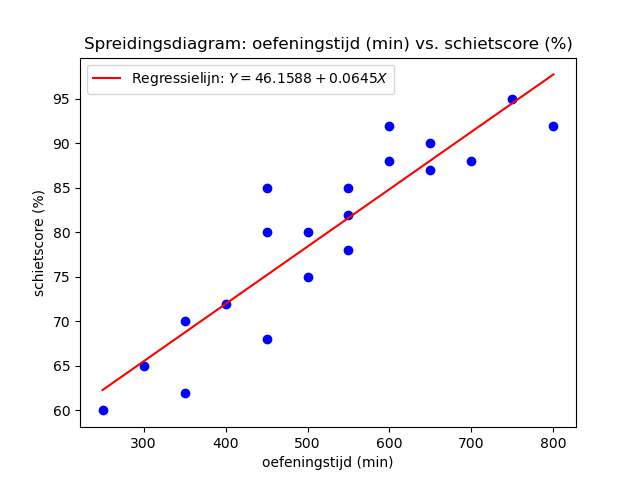 Spreidingsdiagram: oefeningstijd (min) vs. schietscore (%)
Regressielijn: Y = 46.1588 + 0.0645X
95
90
85
80
75
70
65
60
schietscore (%)
300 400 500 600 700 800
oefeningstijd (min)